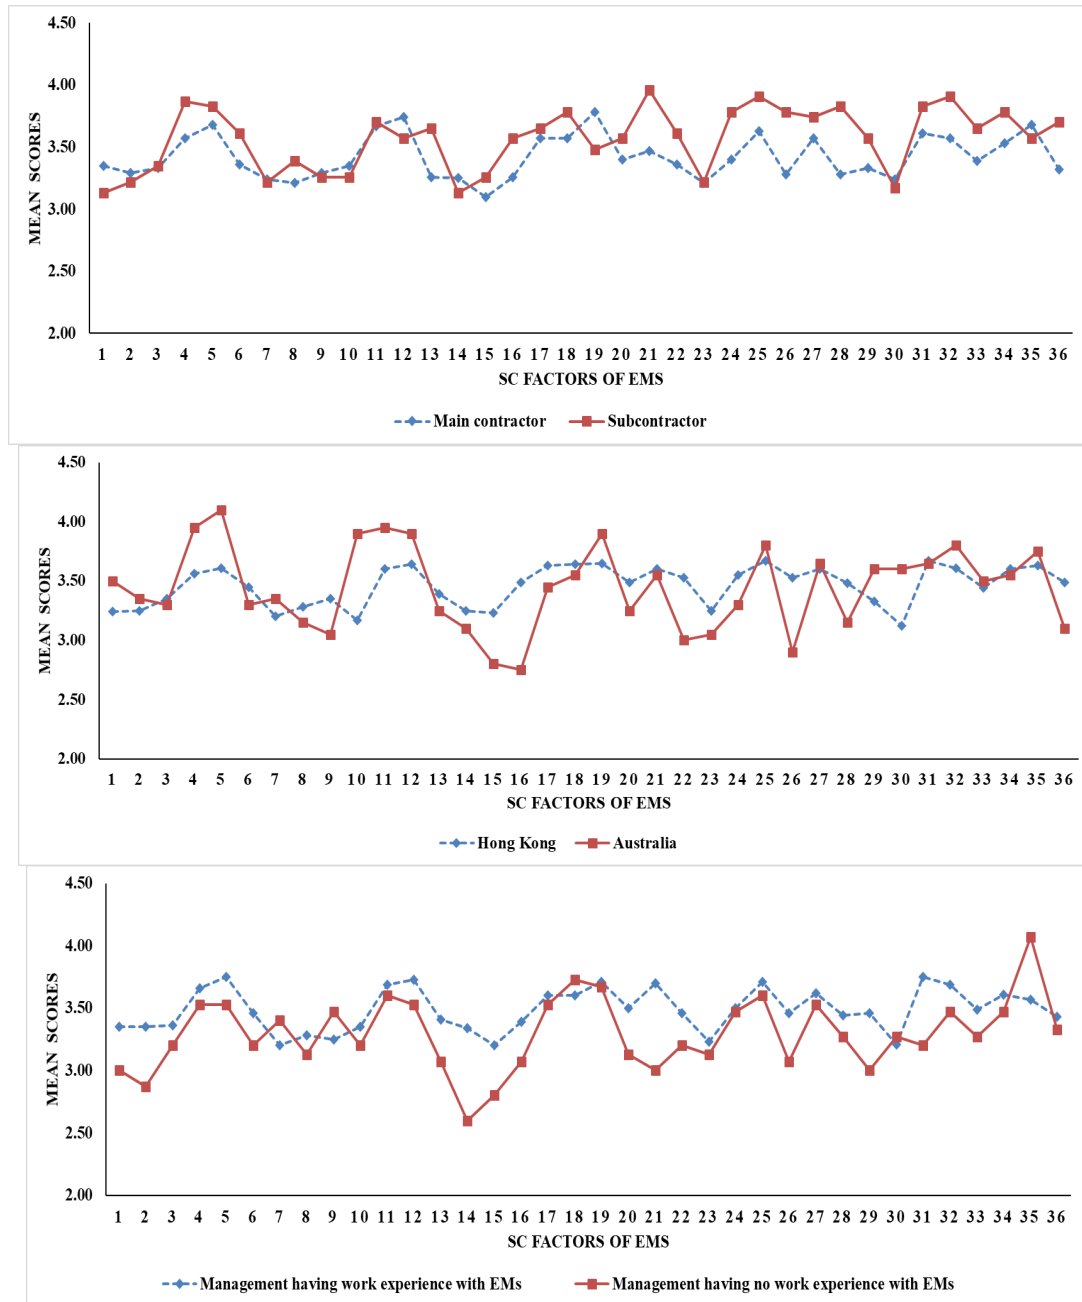 4.50
4.00
3.50
3.00
2.50
2.00
MEAN SCORES
1 2 3 4 5 6 7 8 9 10 11 12 13 14 15 16 17 18 19 20 21 22 23 24 25 26 27 28 29 30 31 32 33 34 35 36
SC FACTORS OF EMS
Main contractor Subcontractor
4.50
4.00
3.50
3.00
2.50
2.00
MEAN SCORES
1 2 3 4 5 6 7 8 9 10 11 12 13 14 15 16 17 18 19 20 21 22 23 24 25 26 27 28 29 30 31 32 33 34 35 36
SC FACTORS OF EMS
Hong Kong Australia
4.50
4.00
3.50
3.00
2.50
2.00
MEAN SCORES
1 2 3 4 5 6 7 8 9 10 11 12 13 14 15 16 17 18 19 20 21 22 23 24 25 26 27 28 29 30 31 32 33 34 35 36
SC FACTORS OF EMS
Management having work experience with EMs Management having no work experience with EMs